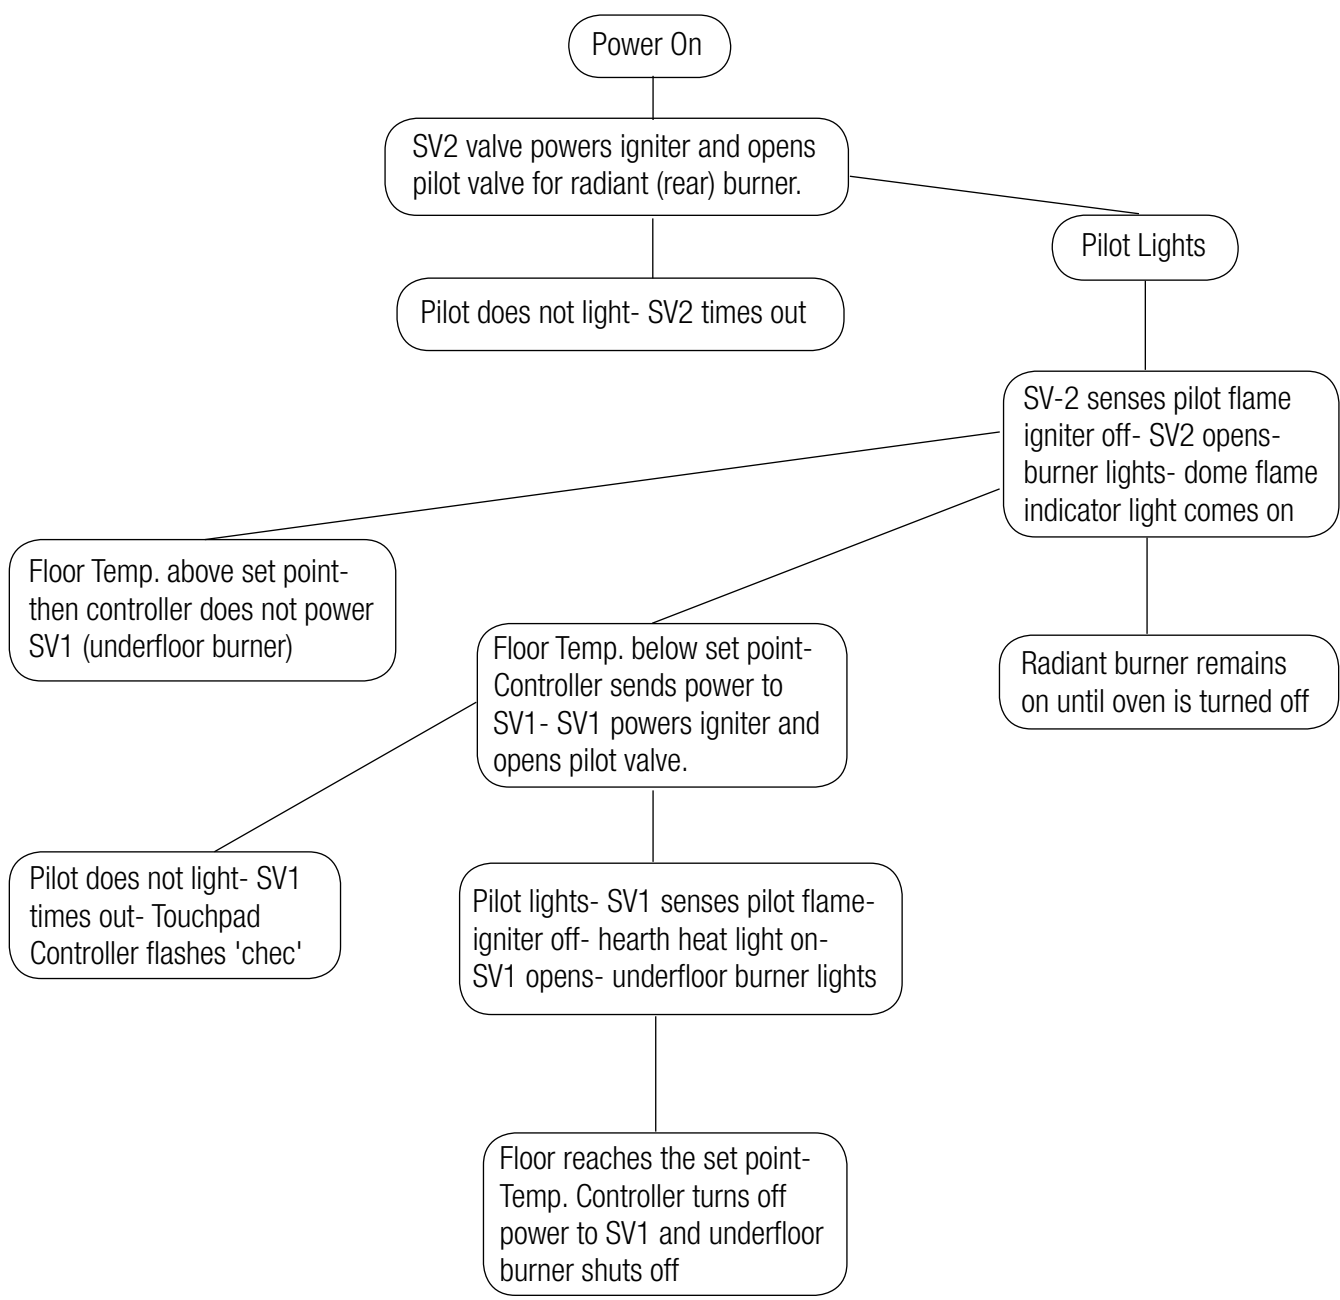 Power On
SV2 valve powers igniter and opens
pilot valve for radiant (rear) burner.
Pilot Lights
Pilot does not light- SV2 times out
SV-2 senses pilot flame
igniter off- SV2 opens-
burner lights- dome flame
indicator light comes on
Floor Temp. above set point-
then controller does not power
SV1 (underfloor burner)
Floor Temp. below set point-
Controller sends power to
SV1- SV1 powers igniter and
opens pilot valve.
Radiant burner remains
on until oven is turned off
Pilot does not light- SV1
times out- Touchpad
Controller flashes 'chec'
Pilot lights- SV1 senses pilot flame-
igniter off- hearth heat light on-
SV1 opens- underfloor burner lights
Floor reaches the set point-
Temp. Controller turns off
power to SV1 and underfloor
burner shuts off